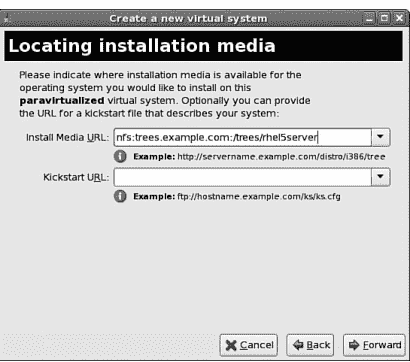 Create a new virtual system
Locating installation media
Please indicate where installation media is available for the
operating system you would like to install on this
paravirtualized virtual system. Optionally you can provide
the URL for a kickstart file that describes your system:
Install Media URL: nfs:trees.example.com:/trees/rhel5server
Example: http://servername.example.com/distro/i386/tree
Kickstart URL:
Example: ftp://hostname.example.com/ks/ks.cfg
Cancel Back Forward